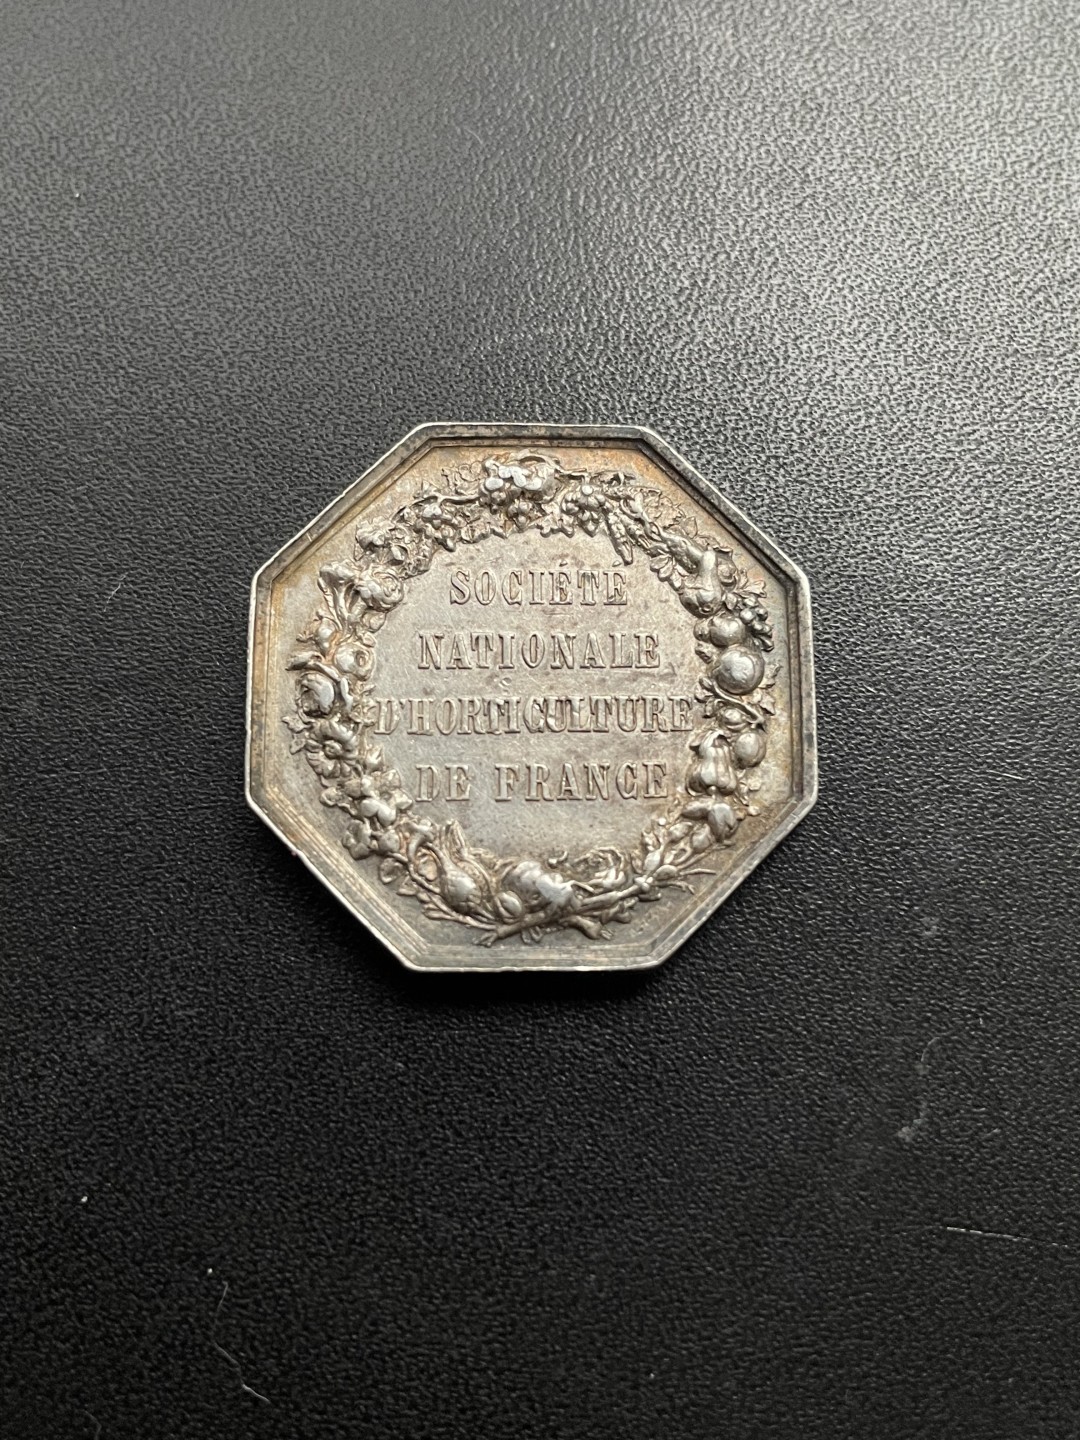 SOCIÉTÉ
NATIONALE
D'HORTICULTURE
DE FRANCE